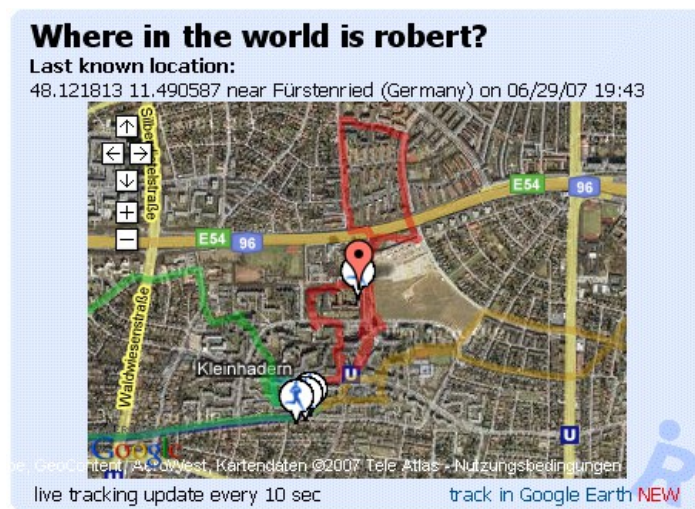 Where in the world is robert?
Last known location:
48.121813 11.490587 near Fürstenried (Germany) on 06/29/07 19:43
Silberdistelstraße
E54 96
E54 96
Waldwiesenstraße
Kleinhadern
U
U
Google
GeoContent, AeroWest, Kartendaten ©2007 Tele Atlas - Nutzungsbedingungen
live tracking update every 10 sec
track in Google Earth NEW